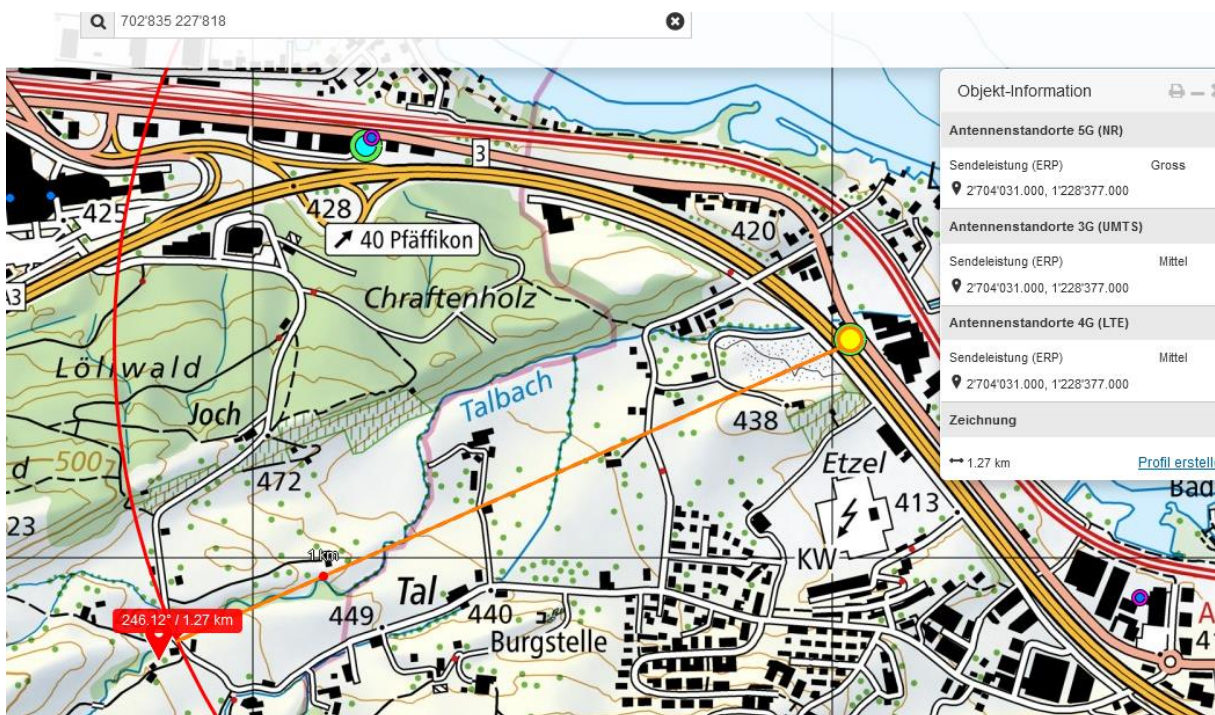 702'835 227'818
Objekt-Information
Antennenstandorte 5G (NR)
Sendeleistung (ERP) Gross
2'704'031.000, 1'228'377.000
Antennenstandorte 3G (UMTS)
Sendeleistung (ERP) Mittel
2'704'031.000, 1'228'377.000
Antennenstandorte 4G (LTE)
Sendeleistung (ERP) Mittel
2'704'031.000, 1'228'377.000
Zeichnung
1.27 km Profil erstelle
3
425
428
420
40 Pfäffikon
A3
Chraftenholz
Löliwald
Talbach
Joch
438
500
472
Etzel
413
Bad
23
1 km
KW
Tal
246.12° / 1.27 km
449
440
Burgstelle
A
41